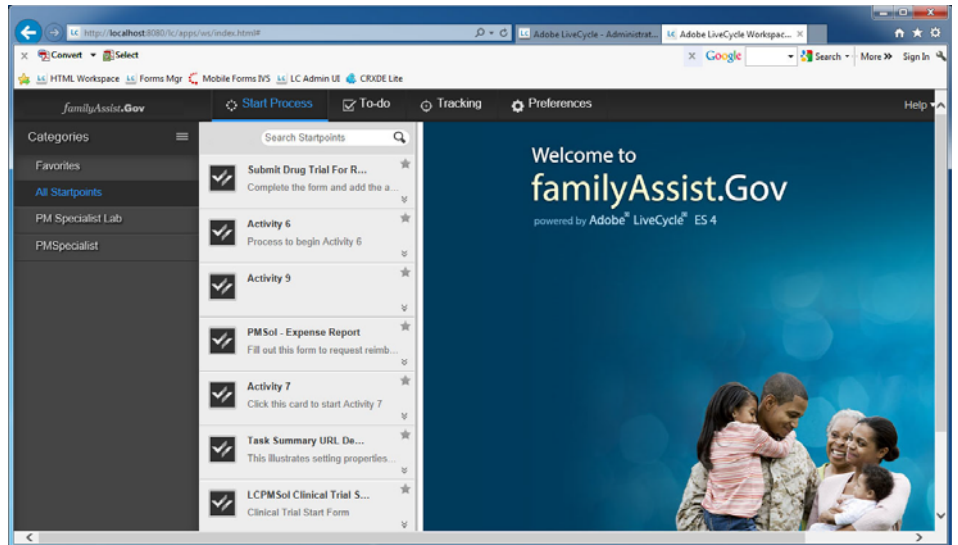 http://localhost:8080/lc/apps/ws/index.html#
Adobe LiveCycle - Administrat...
Adobe LiveCycle Workspac...
Convert
Select
Google
Search
More »
Sign In
HTML Workspace
Forms Mgr
Mobile Forms IVS
LC Admin UI
CRXDE Lite
familyAssist.Gov
Start Process
To-do
Tracking
Preferences
Help
Categories
Favorites
All Startpoints
PM Specialist Lab
PMSpecialist
Search Startpoints
Submit Drug Trial For R...
Complete the form and add the a...
Activity 6
Process to begin Activity 6
Activity 9
PMSol - Expense Report
Fill out this form to request reimb...
Activity 7
Click this card to start Activity 7
Task Summary URL De...
This illustrates setting properties...
LCPMSol Clinical Trial S...
Clinical Trial Start Form
Welcome to
familyAssist.Gov
powered by Adobe® LiveCycle® ES 4